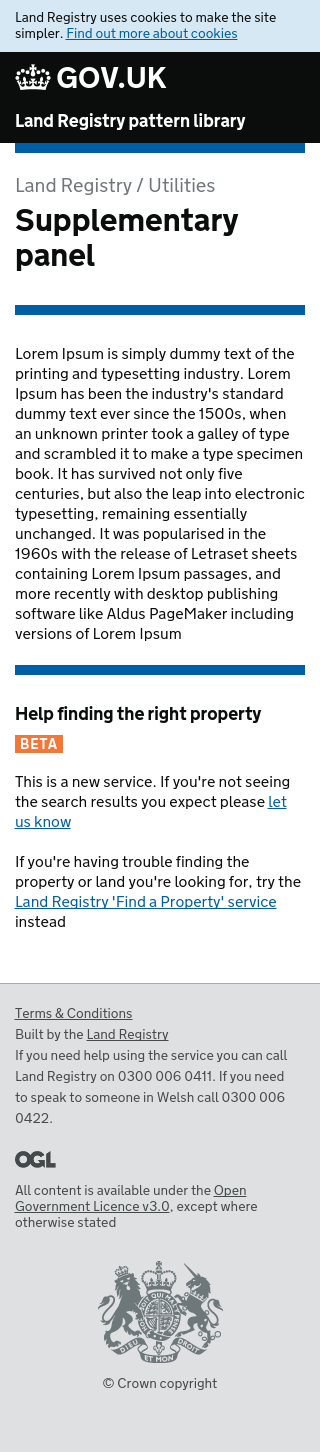 Land Registry uses cookies to make the site
simpler. Find out more about cookies
GOV.UK
Land Registry pattern library
Land Registry / Utilities
Supplementary
panel
Lorem Ipsum is simply dummy text of the
printing and typesetting industry. Lorem
Ipsum has been the industry's standard
dummy text ever since the 1500s, when
an unknown printer took a galley of type
and scrambled it to make a type specimen
book. It has survived not only five
centuries, but also the leap into electronic
typesetting, remaining essentially
unchanged. It was popularised in the
1960s with the release of Letraset sheets
containing Lorem Ipsum passages, and
more recently with desktop publishing
software like Aldus PageMaker including
versions of Lorem Ipsum
Help finding the right property
BETA
This is a new service. If you're not seeing
the search results you expect please let
us know
If you're having trouble finding the
property or land you're looking for, try the
Land Registry 'Find a Property' service
instead
Terms & Conditions
Built by the Land Registry
If you need help using the service you can call
Land Registry on 0300 006 0411. If you need
to speak to someone in Welsh call 0300 006
0422.
OGL
All content is available under the Open
Government Licence v3.0, except where
otherwise stated
DIEU ET MON DROIT
© Crown copyright